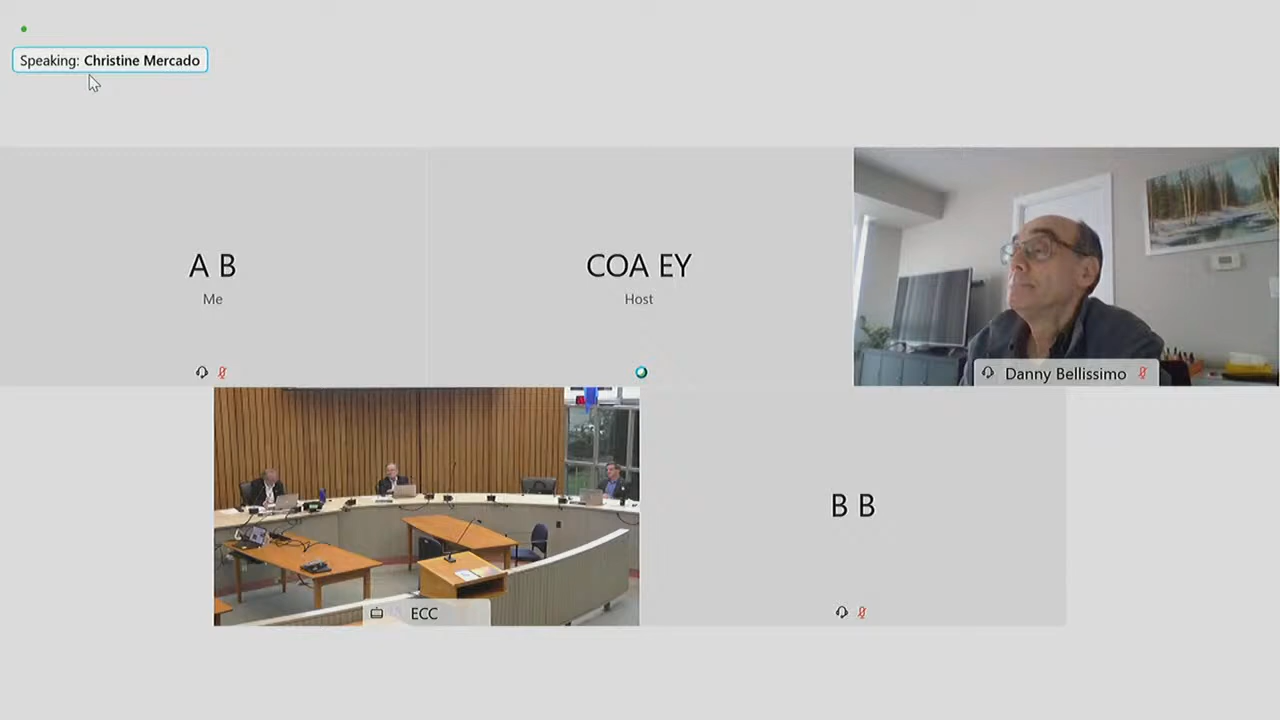 Speaking: Christine Mercado
A B
Me
COA EY
Host
Danny Bellissimo
ECC
B B